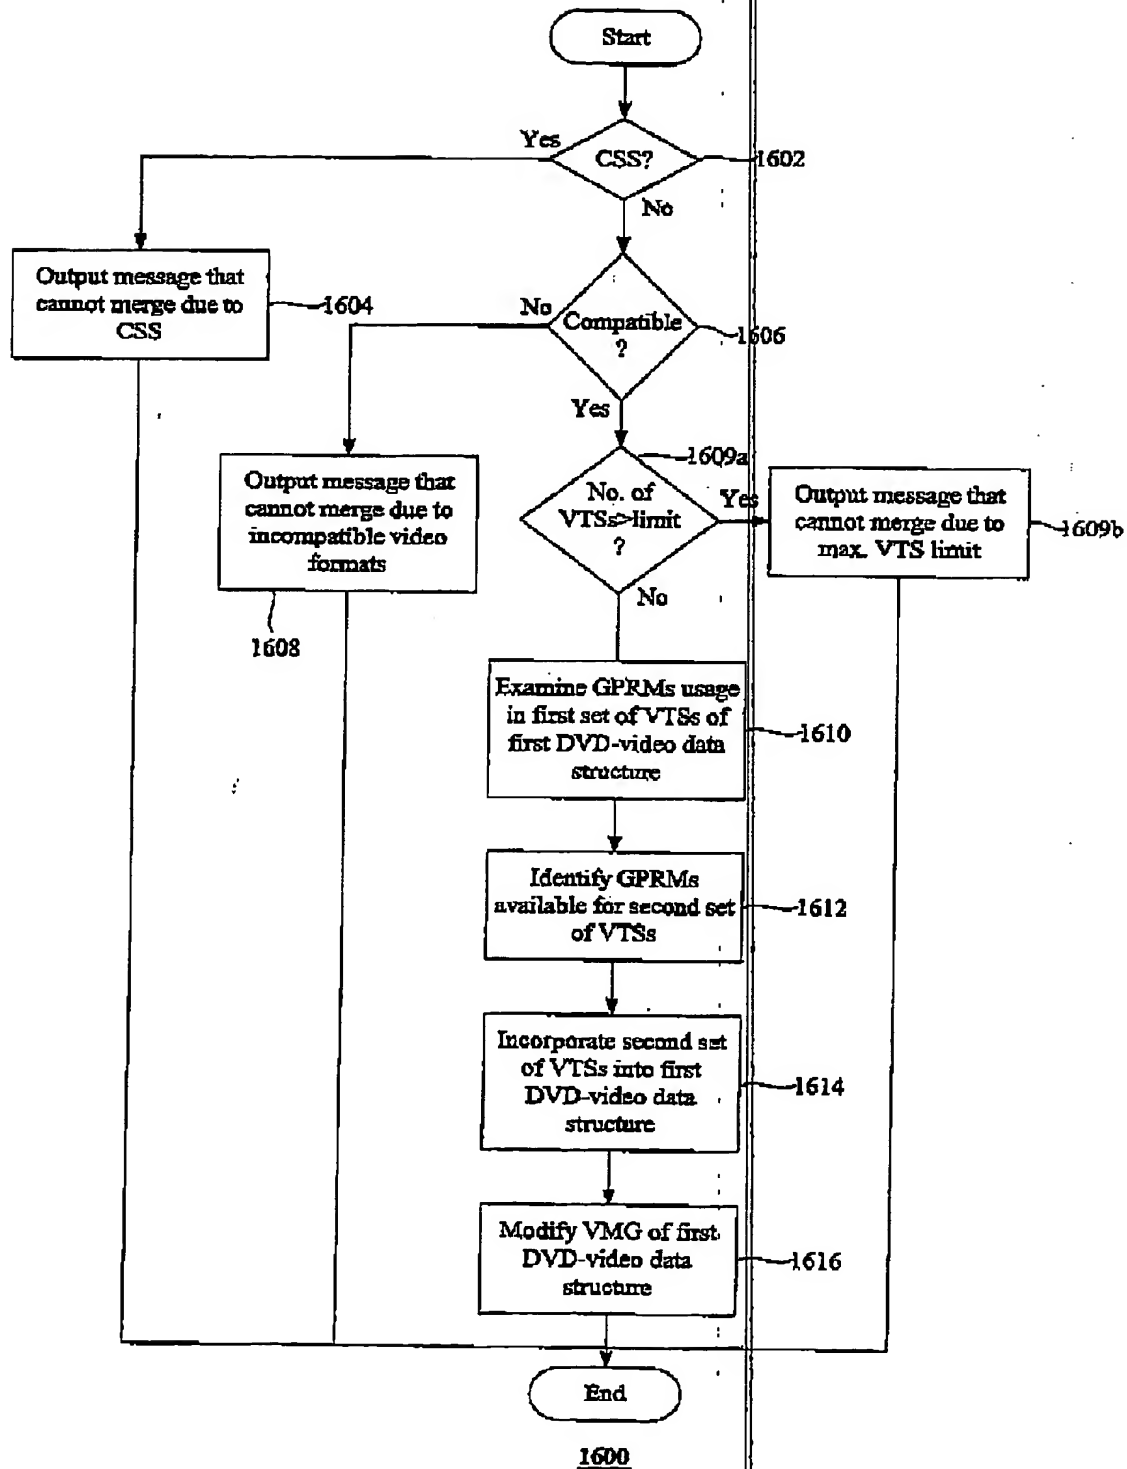 Start
Yes
CSS?
1602
No
Output message that
cannot merge due to
CSS
1604
No
Compatible
?
1606
Yes
1609a
No. of
VTSs>limit
?
Yes
Output message that
cannot merge due to
max. VTS limit
1609b
Output message that
cannot merge due to
incompatible video
formats
1608
No
Examine GPRMs usage
in first set of VTSs of
first DVD-video data
structure
1610
Identify GPRMs
available for second set
of VTSs
1612
Incorporate second set
of VTSs into first
DVD-video data
structure
1614
Modify VMG of first
DVD-video data
structure
1616
End
1600